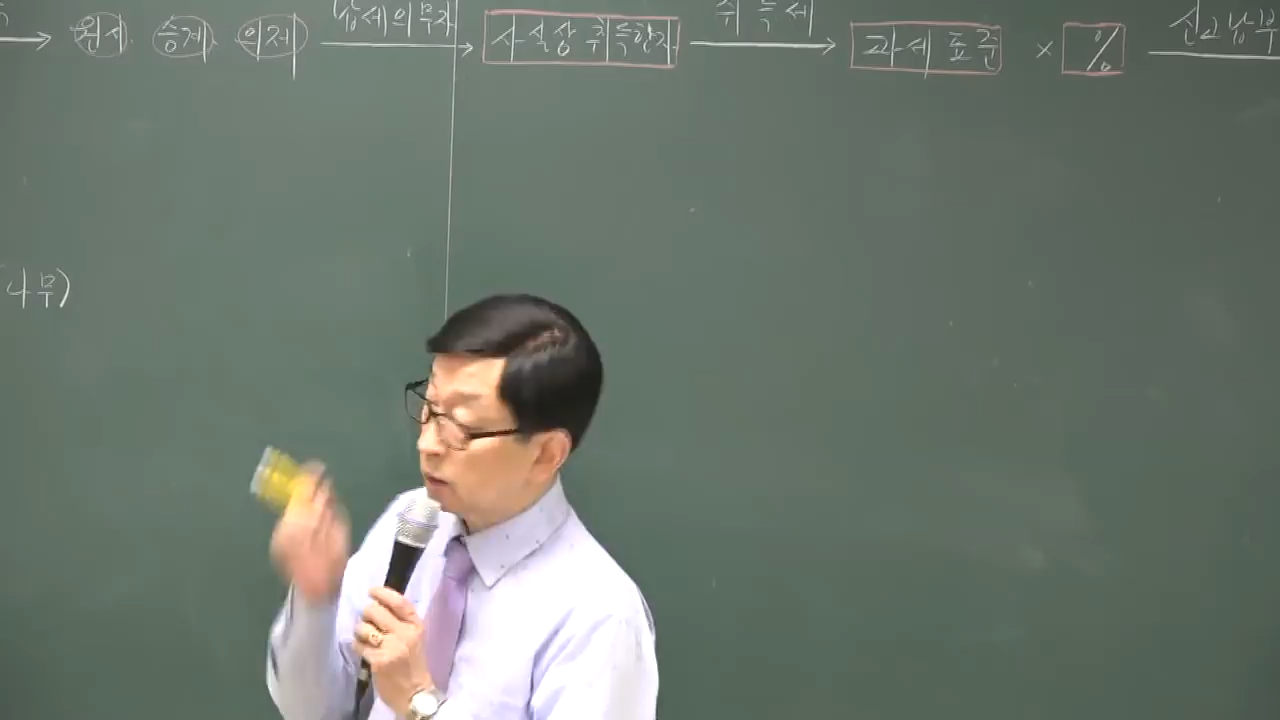 → 원시 승계 의제 납세의무자 → 사실상 취득한자 취득세 → 과세 표준 × % 신고납부
(나무)